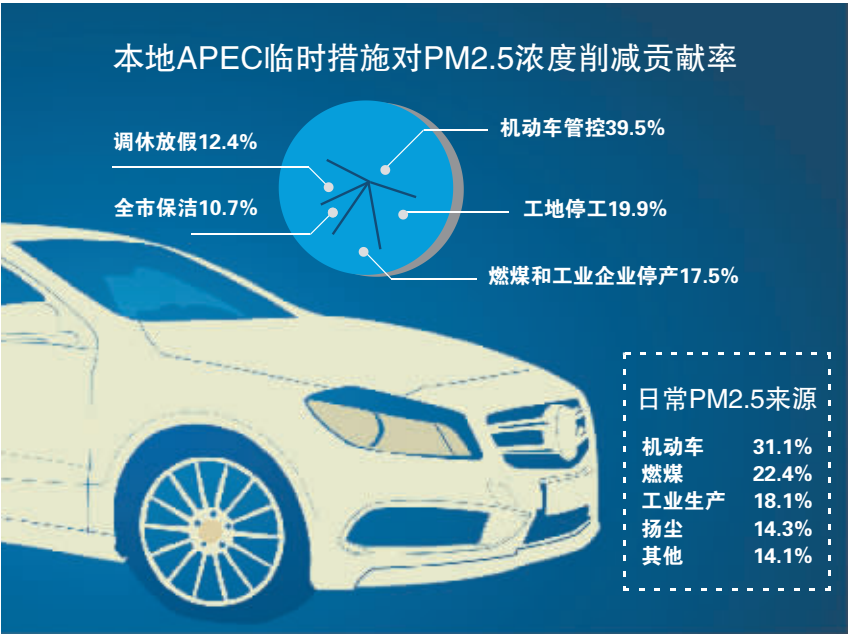 本地APEC临时措施对PM2.5浓度削减贡献率
机动车管控39.5%
调休放假12.4%
全市保洁10.7%
工地停工19.9%
燃煤和工业企业停产17.5%
日常PM2.5来源
机动车 31.1%
燃煤 22.4%
工业生产 18.1%
扬尘 14.3%
其他 14.1%